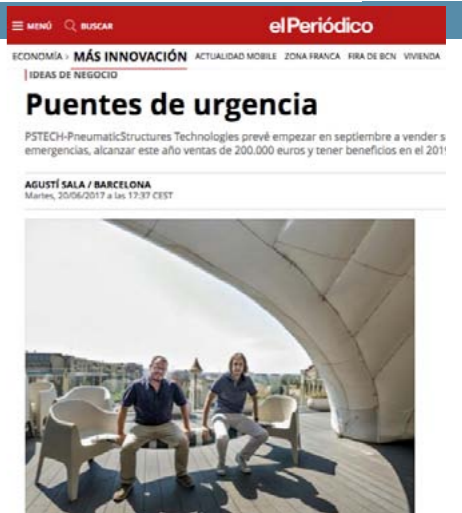 MENÚ BUSCAR elPeriódico
ECONOMÍA > MÁS INNOVACIÓN ACTUALIDAD MOBILE ZONA FRANCA FIRA DE BCN VIVIENDA
IDEAS DE NEGOCIO
Puentes de urgencia
PSTECH-PneumaticStructures Technologies prevé empezar en septiembre a vender s
emergencias, alcanzar este año ventas de 200.000 euros y tener beneficios en el 201
AGUSTÍ SALA / BARCELONA
Martes, 20/06/2017 a las 17:37 CEST